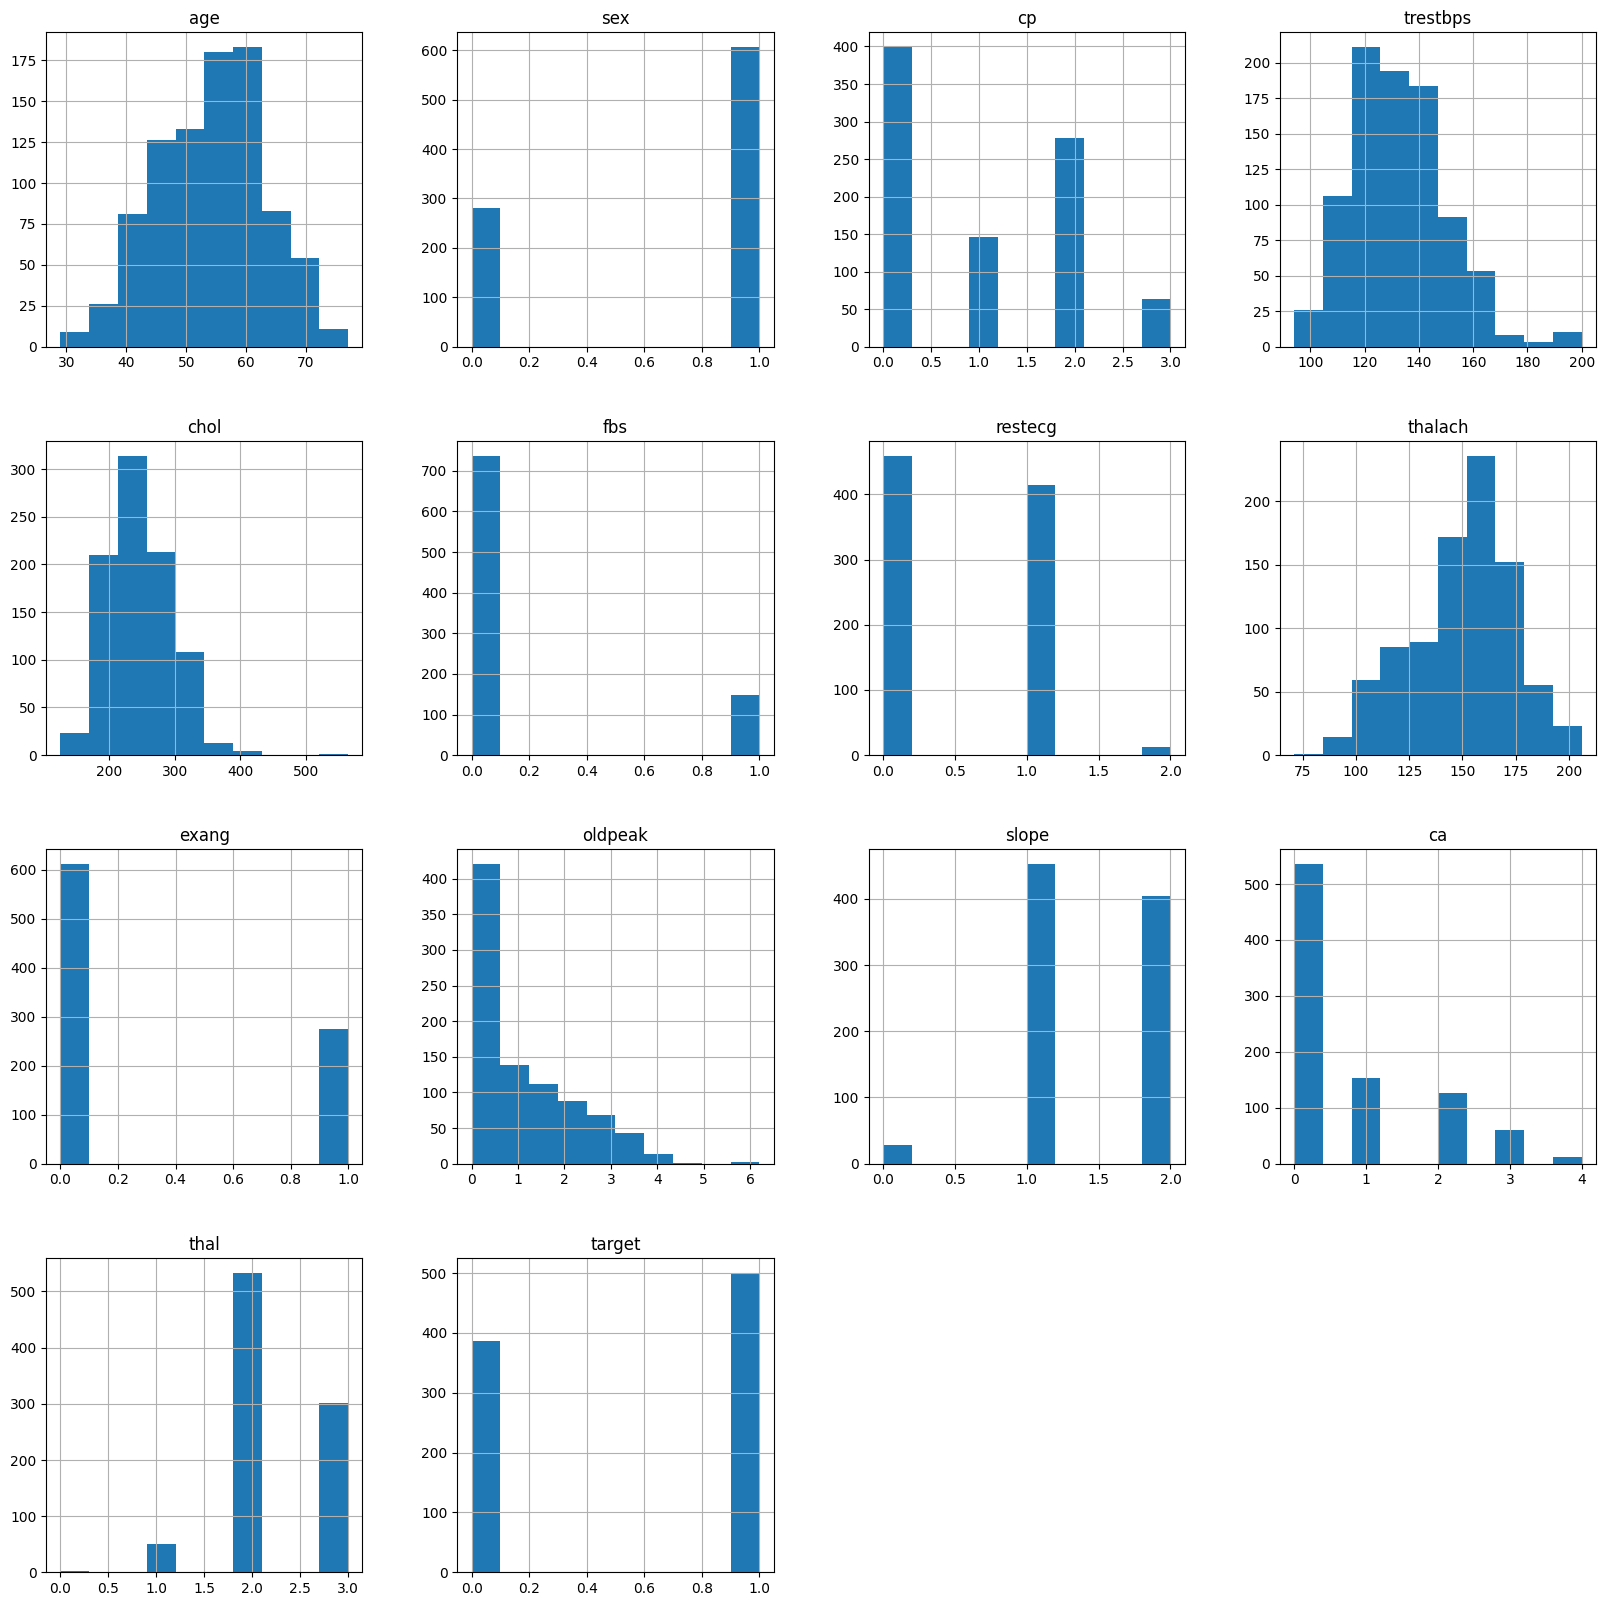 age sex cp trestbps
175 150 125 100 75 50 25 0
30 40 50 60 70
600 500 400 300 200 100 0
0.0 0.2 0.4 0.6 0.8 1.0
400 350 300 250 200 150 100 50 0
0.0 0.5 1.0 1.5 2.0 2.5 3.0
200 175 150 125 100 75 50 25 0
100 120 140 160 180 200
chol fbs restecg thalach
300 250 200 150 100 50 0
200 300 400 500
700 600 500 400 300 200 100 0
0.0 0.2 0.4 0.6 0.8 1.0
400 300 200 100 0
0.0 0.5 1.0 1.5 2.0
200 150 100 50 0
75 100 125 150 175 200
exang oldpeak slope ca
600 500 400 300 200 100 0
0.0 0.2 0.4 0.6 0.8 1.0
400 350 300 250 200 150 100 50 0
0 1 2 3 4 5 6
400 300 200 100 0
0.0 0.5 1.0 1.5 2.0
500 400 300 200 100 0
0 1 2 3 4
thal target
500 400 300 200 100 0
0.0 0.5 1.0 1.5 2.0 2.5 3.0
500 400 300 200 100 0
0.0 0.2 0.4 0.6 0.8 1.0